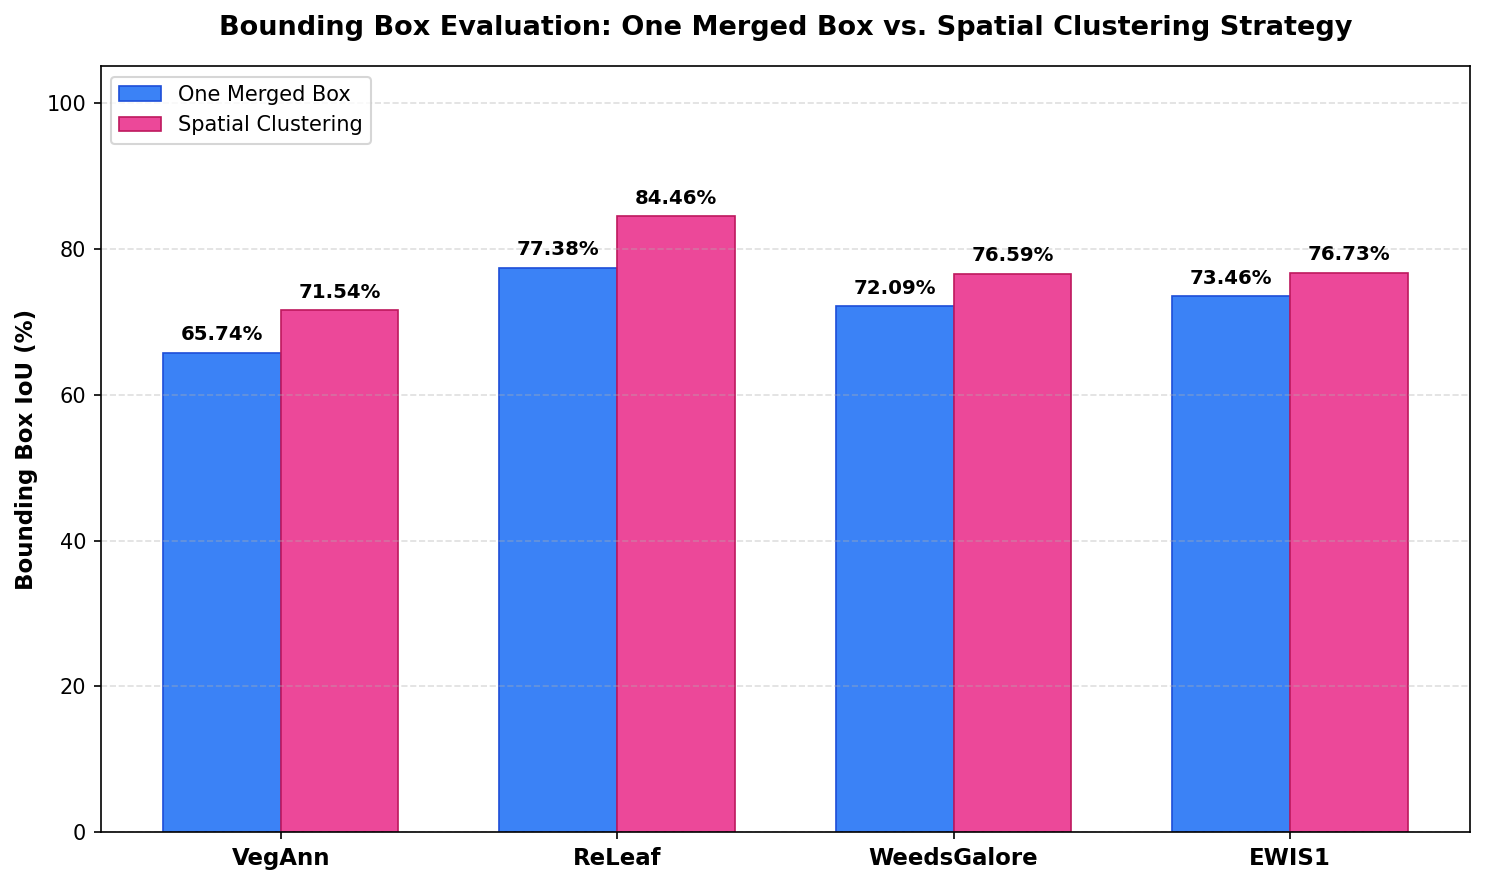 Bounding Box Evaluation: One Merged Box vs. Spatial Clustering Strategy
One Merged Box
Spatial Clustering
Bounding Box IoU (%)
100
80
60
40
20
0
65.74%
71.54%
77.38%
84.46%
72.09%
76.59%
73.46%
76.73%
VegAnn
ReLeaf
WeedsGalore
EWIS1